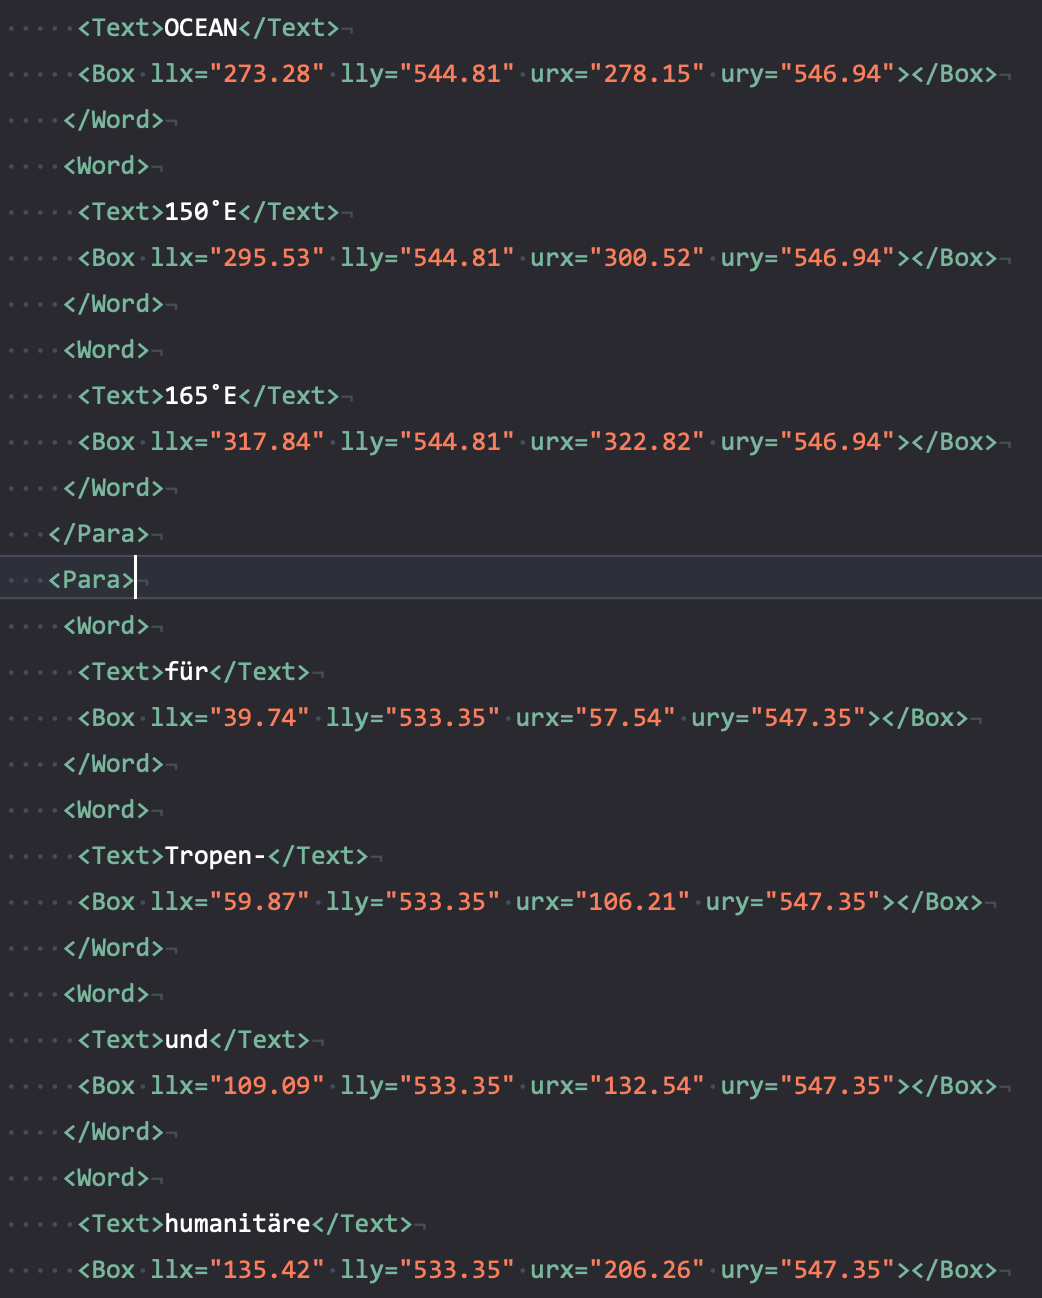 <Text>OCEAN</Text>
<Box llx="273.28" lly="544.81" urx="278.15" ury="546.94"></Box>
</Word>
<Word>
<Text>150˚E</Text>
<Box llx="295.53" lly="544.81" urx="300.52" ury="546.94"></Box>
</Word>
<Word>
<Text>165˚E</Text>
<Box llx="317.84" lly="544.81" urx="322.82" ury="546.94"></Box>
</Word>
</Para>
<Para>
<Word>
<Text>für</Text>
<Box llx="39.74" lly="533.35" urx="57.54" ury="547.35"></Box>
</Word>
<Word>
<Text>Tropen-</Text>
<Box llx="59.87" lly="533.35" urx="106.21" ury="547.35"></Box>
</Word>
<Word>
<Text>und</Text>
<Box llx="109.09" lly="533.35" urx="132.54" ury="547.35"></Box>
</Word>
<Word>
<Text>humanitäre</Text>
<Box llx="135.42" lly="533.35" urx="206.26" ury="547.35"></Box>